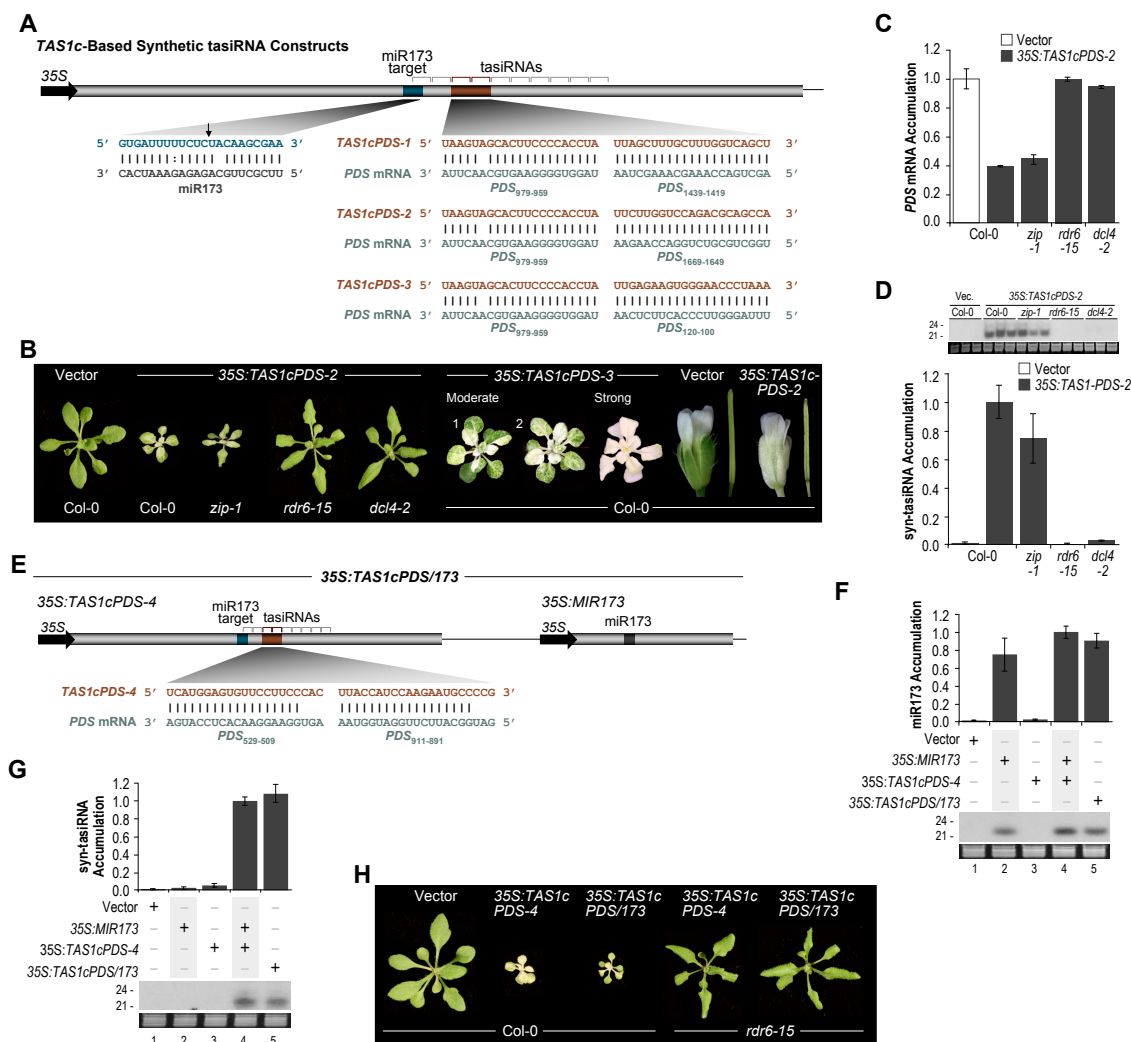 A
TAS1c-Based Synthetic tasiRNA Constructs
35S
miR173 target
tasiRNAs
5′ GUGAUUUUUCUCUACAAGCGAA 3′
3′ CACUAAAGAGAGACGUUCGCUU 5′
miR173
TAS1cPDS-1 5′ UAAGUAGCACUUCCCCACCUA UUAGCUUUGCUUUGGUCAGCU 3′
PDS mRNA 3′ AUUCAACGUGAAGGGGUGGAU AAUCGAAACGAAACCAGUCGA 5′
PDS979-959 PDS1439-1419
TAS1cPDS-2 5′ UAAGUAGCACUUCCCCACCUA UUCUUGGUCCAGACGCAGCCA 3′
PDS mRNA 3′ AUUCAACGUGAAGGGGUGGAU AAGAACCAGGUCUGCGUCGGU 5′
PDS979-959 PDS1669-1649
TAS1cPDS-3 5′ UAAGUAGCACUUCCCCACCUA UUGAGAAGUGGGAACCCUAAA 3′
PDS mRNA 3′ AUUCAACGUGAAGGGGUGGAU AACUCUUCACCCUUGGGAUUU 5′
PDS979-959 PDS120-100
B
Vector 35S:TAS1cPDS-2 35S:TAS1cPDS-3 Vector 35S:TAS1c-PDS-2
Moderate Strong
1 2
Col-0 Col-0 zip-1 rdr6-15 dcl4-2 Col-0
C
Vector
35S:TAS1cPDS-2
PDS mRNA Accumulation
1.2
1.0
0.8
0.6
0.4
0.2
0.0
Col-0 zip-1 rdr6-15 dcl4-2
D
Vec. 35S:TAS1cPDS-2
Col-0 Col-0 zip-1 rdr6-15 dcl4-2
24 -
21 -
Vector
35S:TAS1-PDS-2
syn-tasiRNA Accumulation
1.2
1.0
0.8
0.6
0.4
0.2
0.0
Col-0 zip-1 rdr6-15 dcl4-2
E
35S:TAS1cPDS/173
35S:TAS1cPDS-4 35S:MIR173
35S
miR173 target
tasiRNAs
35S
miR173
TAS1cPDS-4 5′ UCAUGGAGUGUUCCUUCCCAC UUACCAUCCAAGAAUGCCCCG 3′
PDS mRNA 3′ AGUACCUCACAAGGAAGGUGA AAUGGUAGGUUCUUACGGUAG 5′
PDS529-509 PDS911-891
F
miR173 Accumulation
1.2
1.0
0.8
0.6
0.4
0.2
0.0
Vector + – – – –
35S:MIR173 – + – + –
35S:TAS1cPDS-4 – – + + –
35S:TAS1cPDS/173 – – – – +
24 -
21 -
1 2 3 4 5
G
syn-tasiRNA Accumulation
1.2
1.0
0.8
0.6
0.4
0.2
0.0
Vector + – – – –
35S:MIR173 – + – + –
35S:TAS1cPDS-4 – – + + –
35S:TAS1cPDS/173 – – – – +
24 -
21 -
1 2 3 4 5
H
Vector 35S:TAS1c PDS-4 35S:TAS1c PDS/173 35S:TAS1c PDS-4 35S:TAS1c PDS/173
Col-0 rdr6-15